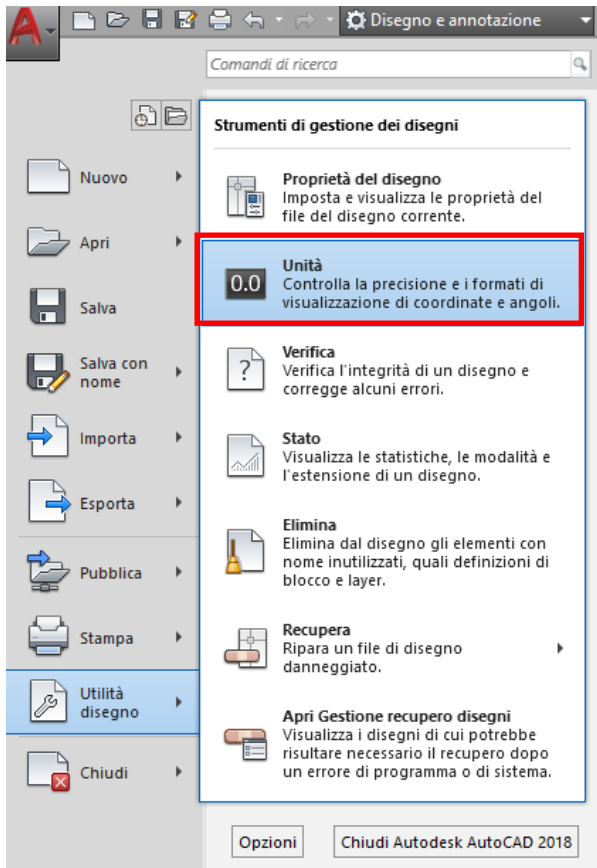 Disegno e annotazione
Comandi di ricerca
Nuovo
Apri
Salva
Salva con
nome
Importa
Esporta
Pubblica
Stampa
Utilità
disegno
Chiudi
Strumenti di gestione dei disegni
Proprietà del disegno
Imposta e visualizza le proprietà del
file del disegno corrente.
0.0
Unità
Controlla la precisione e i formati di
visualizzazione di coordinate e angoli.
Verifica
Verifica l'integrità di un disegno e
corregge alcuni errori.
Stato
Visualizza le statistiche, le modalità e
l'estensione di un disegno.
Elimina
Elimina dal disegno gli elementi con
nome inutilizzati, quali definizioni di
blocco e layer.
Recupera
Ripara un file di disegno
danneggiato.
Apri Gestione recupero disegni
Visualizza i disegni di cui potrebbe
risultare necessario il recupero dopo
un errore di programma o di sistema.
Opzioni
Chiudi Autodesk AutoCAD 2018